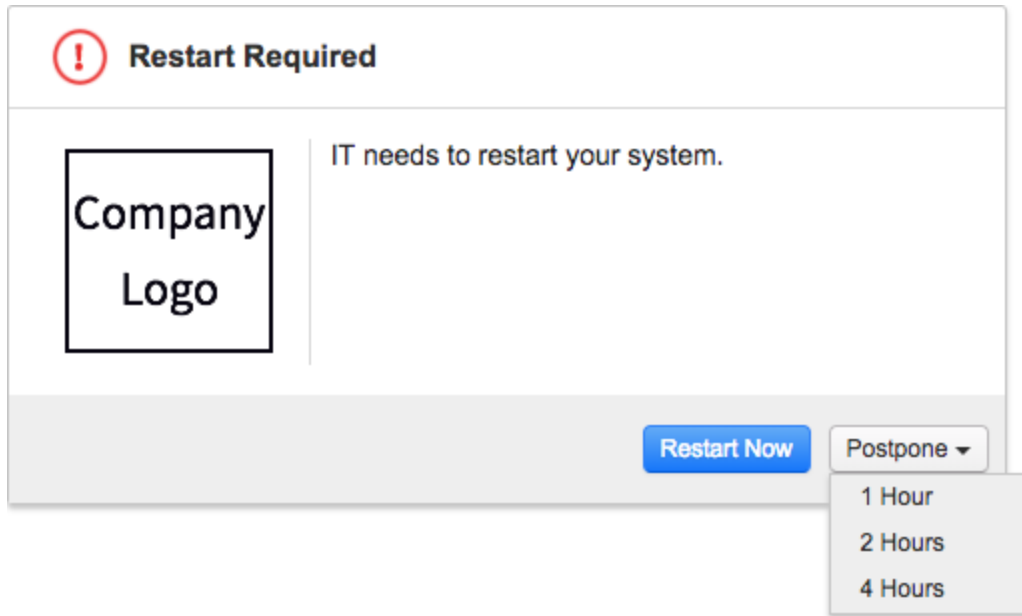 Restart Required
IT needs to restart your system.
Company
Logo
Restart Now
Postpone
1 Hour
2 Hours
4 Hours